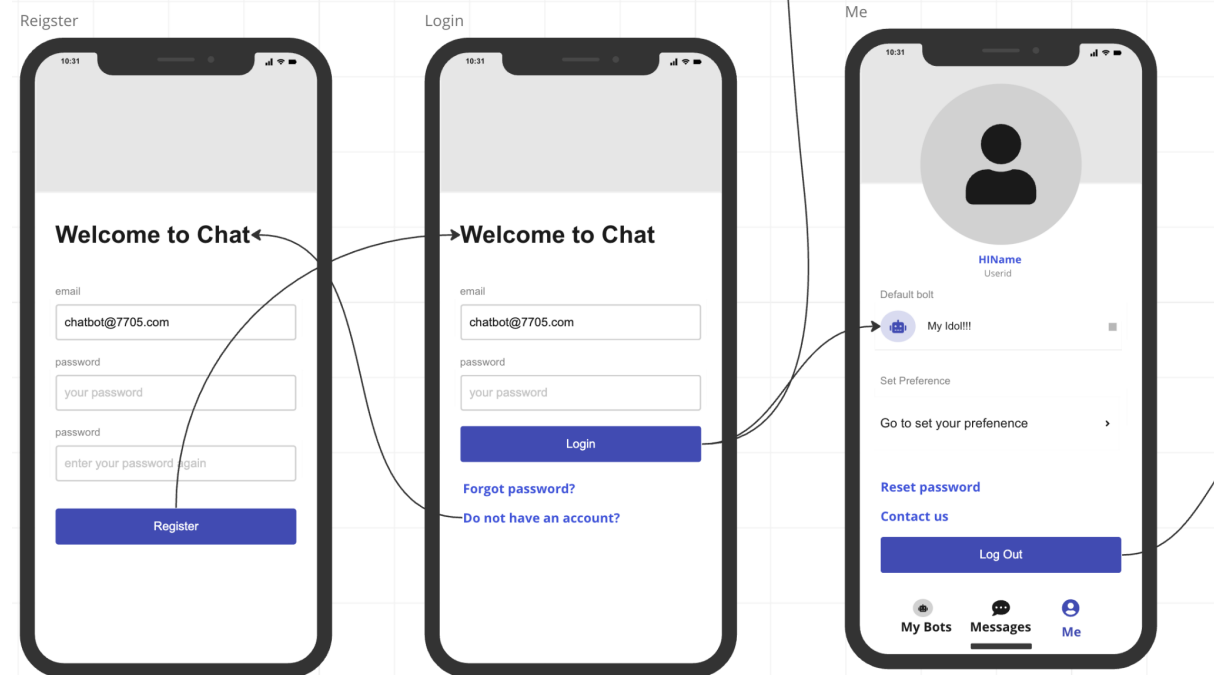 Reigster
10:31
Welcome to Chat
email
chatbot@7705.com
password
your password
password
enter your password again
Register
Login
10:31
Welcome to Chat
email
chatbot@7705.com
password
your password
Login
Forgot password?
Do not have an account?
Me
10:31
HIName
Userid
Default bolt
My Idol!!!
Set Preference
Go to set your prefenence
Reset password
Contact us
Log Out
My Bots Messages Me